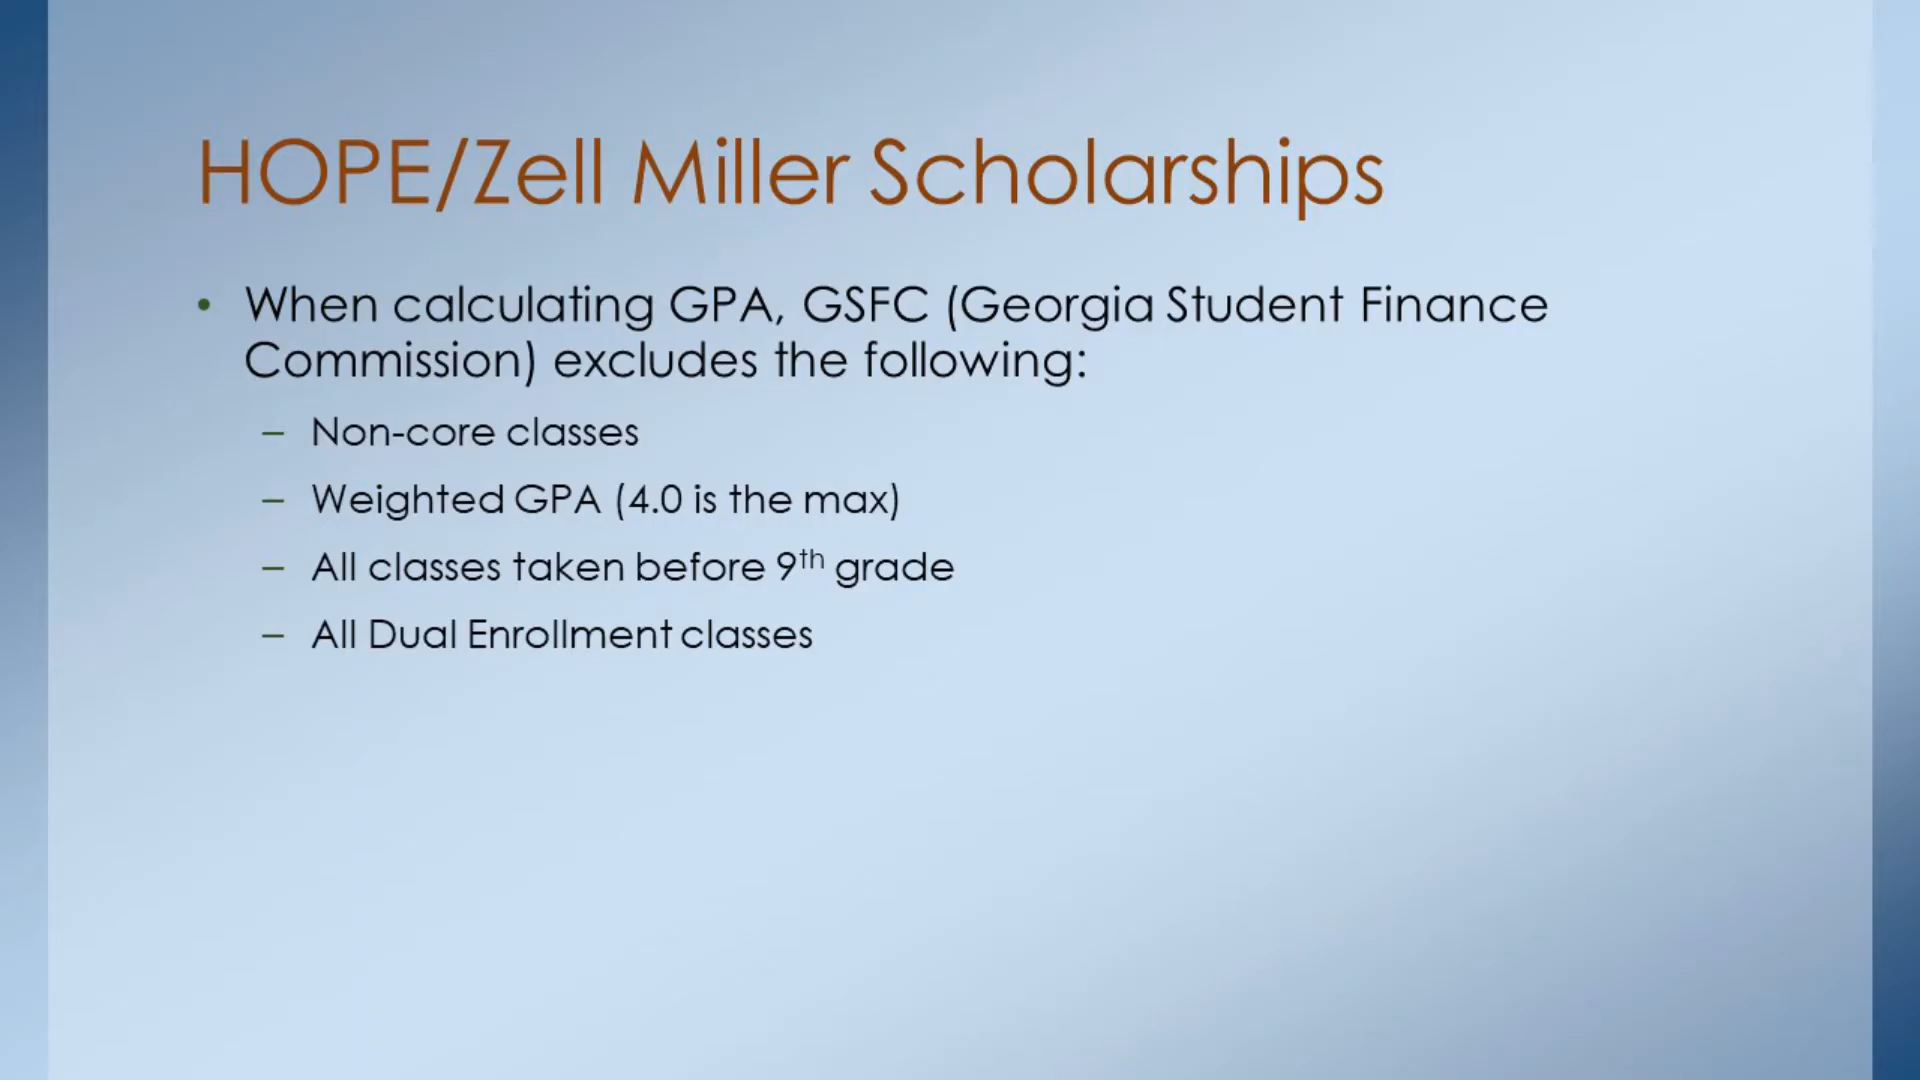 HOPE/Zell Miller Scholarships
• When calculating GPA, GSFC (Georgia Student Finance
Commission) excludes the following:
– Non-core classes
– Weighted GPA (4.0 is the max)
– All classes taken before 9th grade
– All Dual Enrollment classes